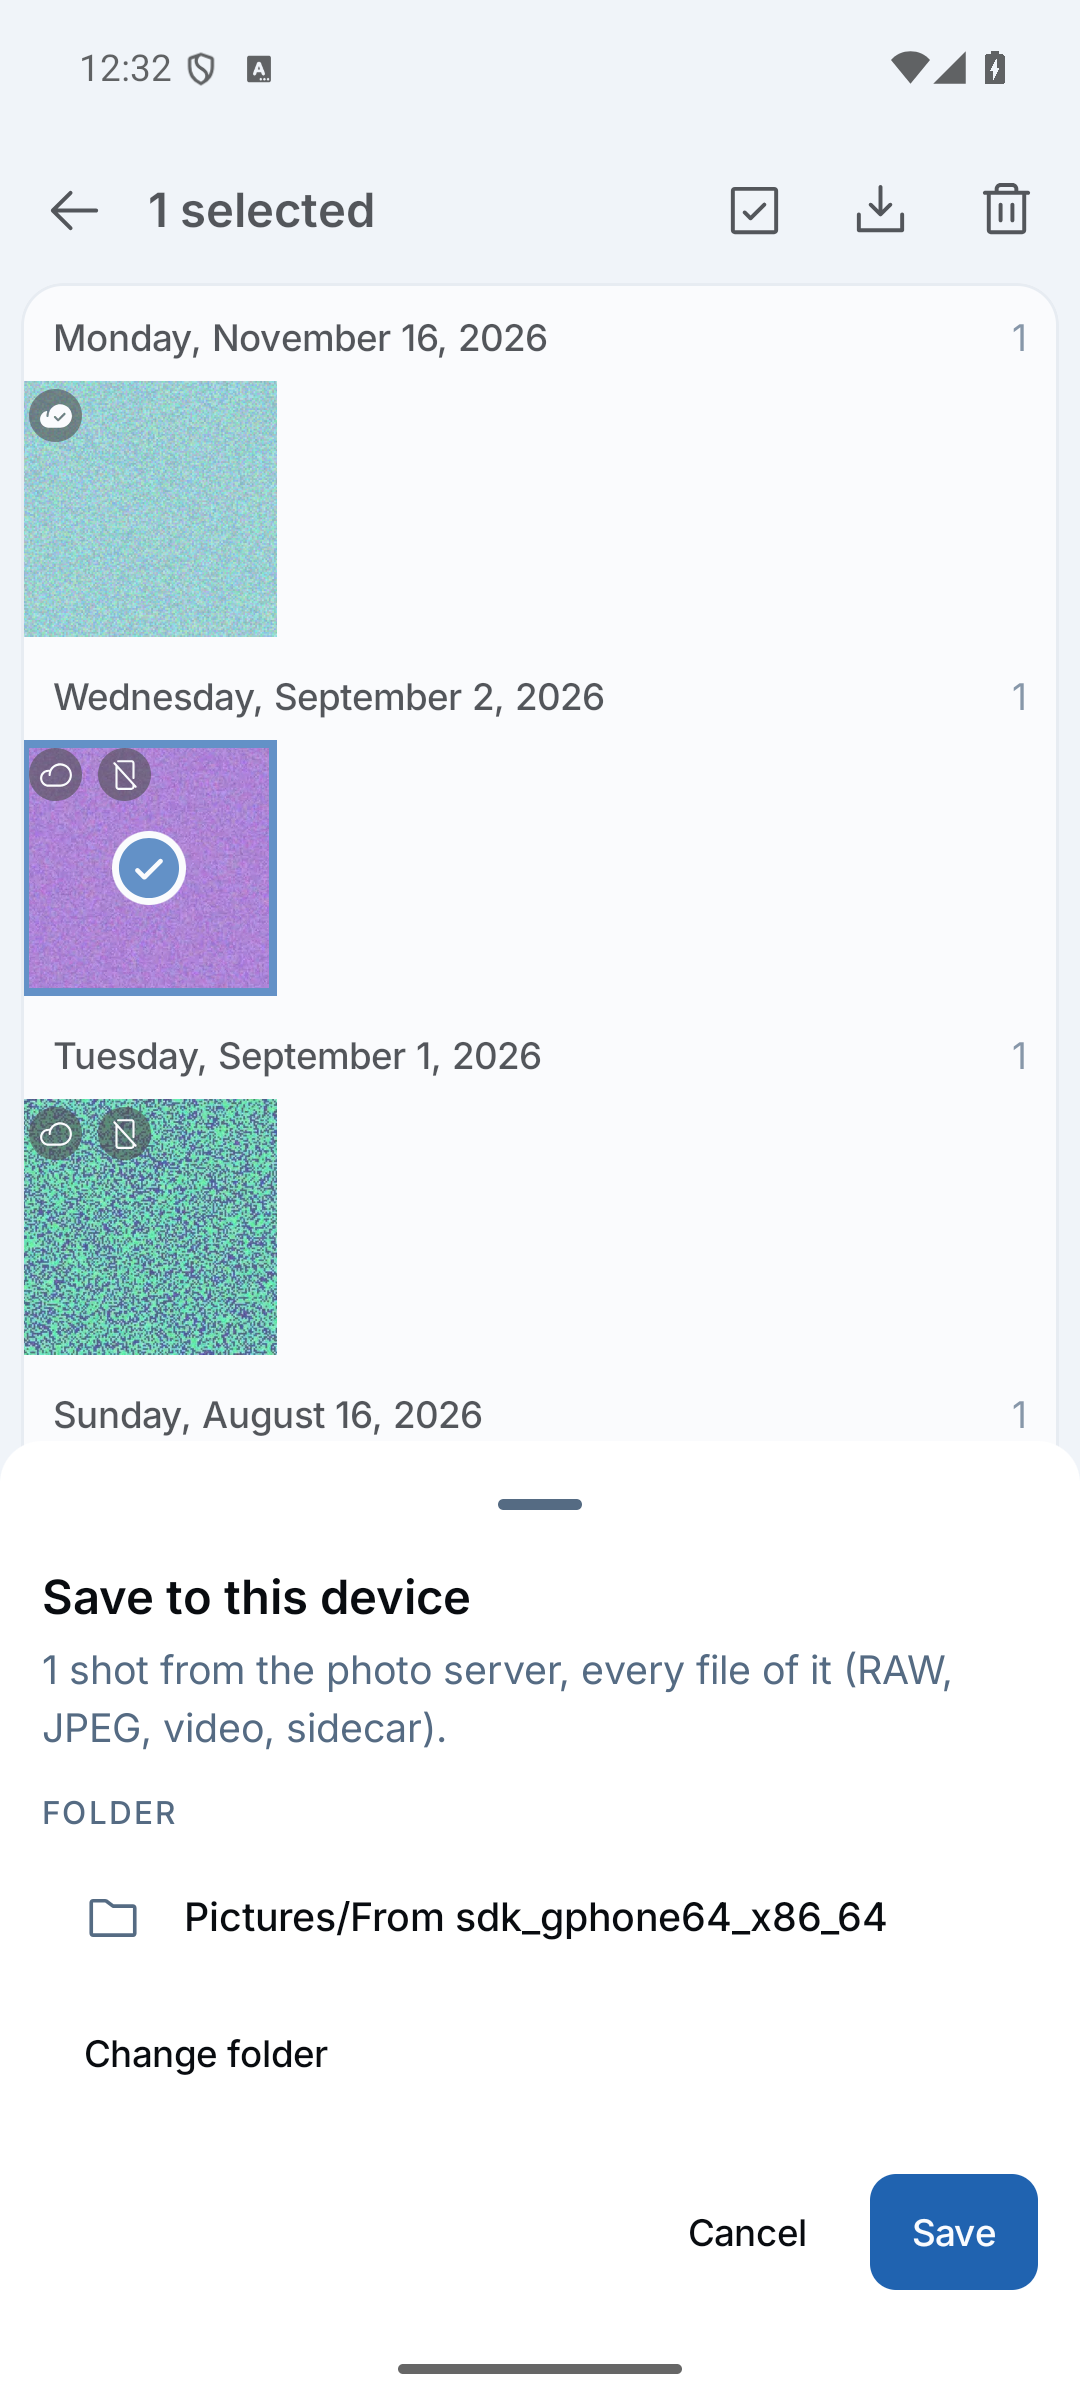 12:32
1 selected
Monday, November 16, 2026 1
Wednesday, September 2, 2026 1
Tuesday, September 1, 2026 1
Sunday, August 16, 2026 1
Save to this device
1 shot from the photo server, every file of it (RAW,
JPEG, video, sidecar).
FOLDER
Pictures/From sdk_gphone64_x86_64
Change folder
Cancel Save